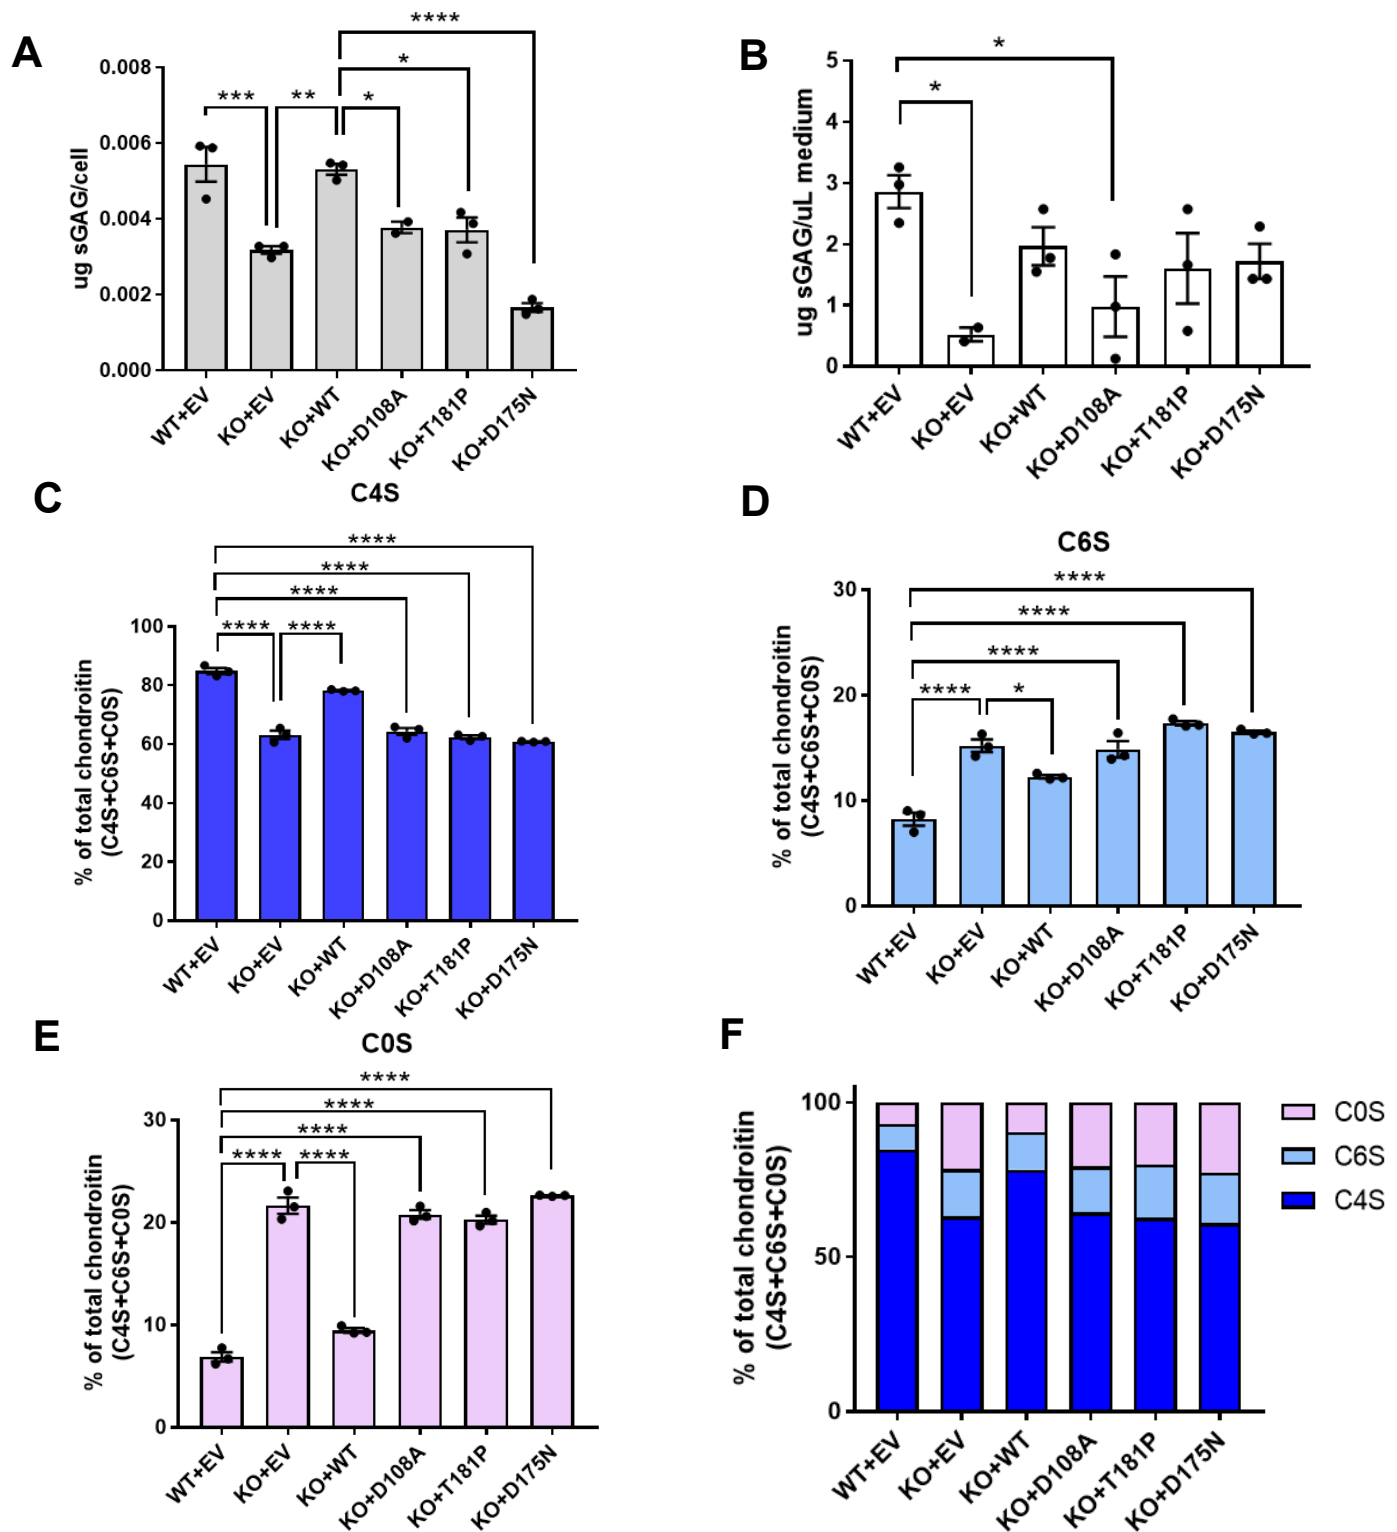 A
****
*
*** ** *
0.008
0.006
0.004
0.002
0.000
ug sGAG/cell
WT+EV
KO+EV
KO+WT
KO+D108A
KO+T181P
KO+D175N
B
*
*
5
4
3
2
1
0
ug sGAG/uL medium
WT+EV
KO+EV
KO+WT
KO+D108A
KO+T181P
KO+D175N
C
C4S
****
****
****
**** ****
100
80
60
40
20
0
% of total chondroitin
(C4S+C6S+C0S)
WT+EV
KO+EV
KO+WT
KO+D108A
KO+T181P
KO+D175N
D
C6S
****
****
****
**** *
30
20
10
0
% of total chondroitin
(C4S+C6S+C0S)
WT+EV
KO+EV
KO+WT
KO+D108A
KO+T181P
KO+D175N
E
C0S
****
****
****
**** ****
30
20
10
0
% of total chondroitin
(C4S+C6S+C0S)
WT+EV
KO+EV
KO+WT
KO+D108A
KO+T181P
KO+D175N
F
100
50
0
% of total chondroitin
(C4S+C6S+C0S)
WT+EV
KO+EV
KO+WT
KO+D108A
KO+T181P
KO+D175N
C0S
C6S
C4S